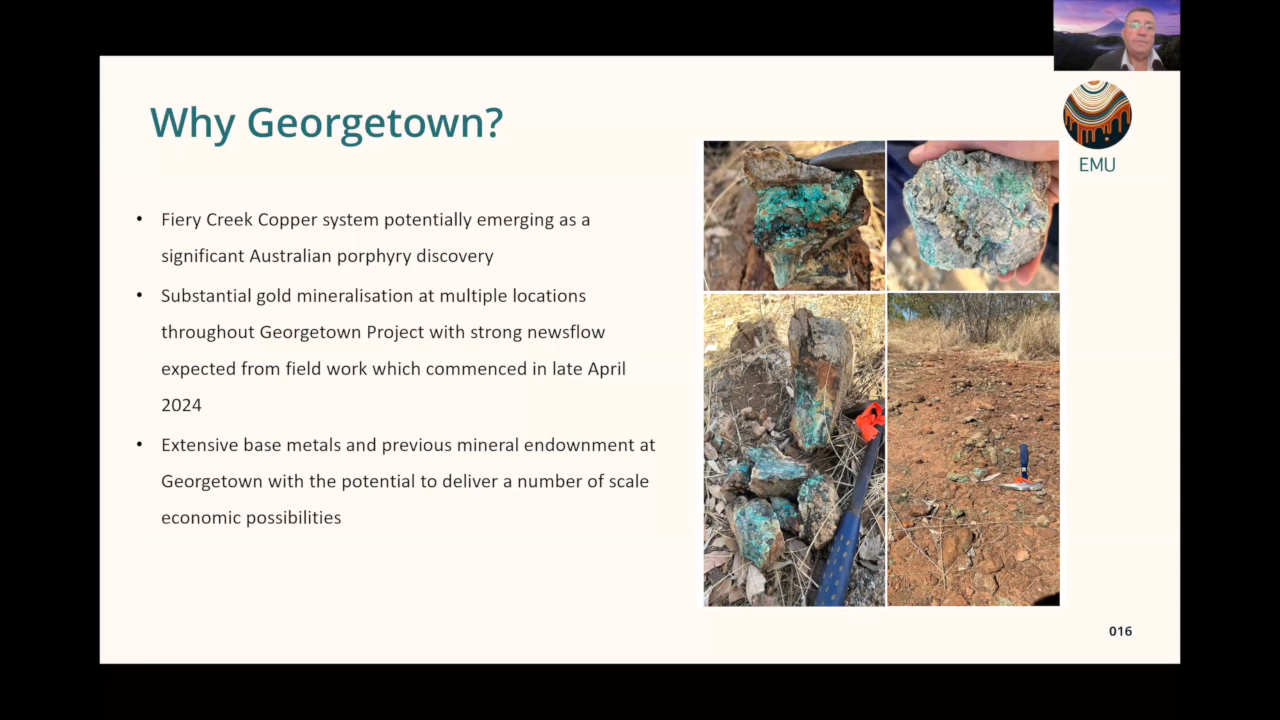 Why Georgetown?
EMU
• Fiery Creek Copper system potentially emerging as a
significant Australian porphyry discovery
• Substantial gold mineralisation at multiple locations
throughout Georgetown Project with strong newsflow
expected from field work which commenced in late April
2024
• Extensive base metals and previous mineral endownment at
Georgetown with the potential to deliver a number of scale
economic possibilities
016